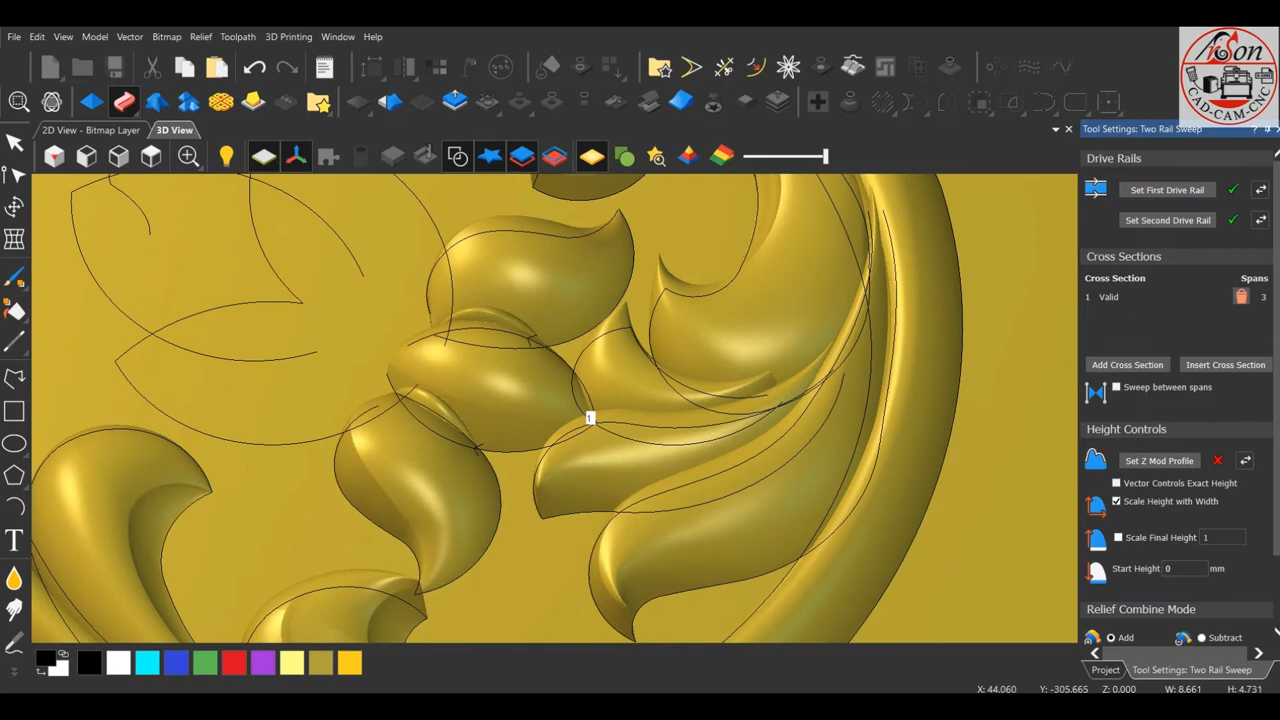 File Edit View Model Vector Bitmap Relief Toolpath 3D Printing Window Help
CAD-CAM-CNC
2D View - Bitmap Layer 3D View
Tool Settings: Two Rail Sweep
Drive Rails
Set First Drive Rail
Set Second Drive Rail
Cross Sections
Cross Section Spans
1 Valid 3
Add Cross Section Insert Cross Section
Sweep between spans
Height Controls
Set Z Mod Profile
Vector Controls Exact Height
Scale Height with Width
Scale Final Height 1
Start Height 0 mm
Relief Combine Mode
Add Subtract
1
T
Project Tool Settings: Two Rail Sweep
X: 44.060 Y: -305.665 Z: 0.000 W: 8.661 H: 4.731